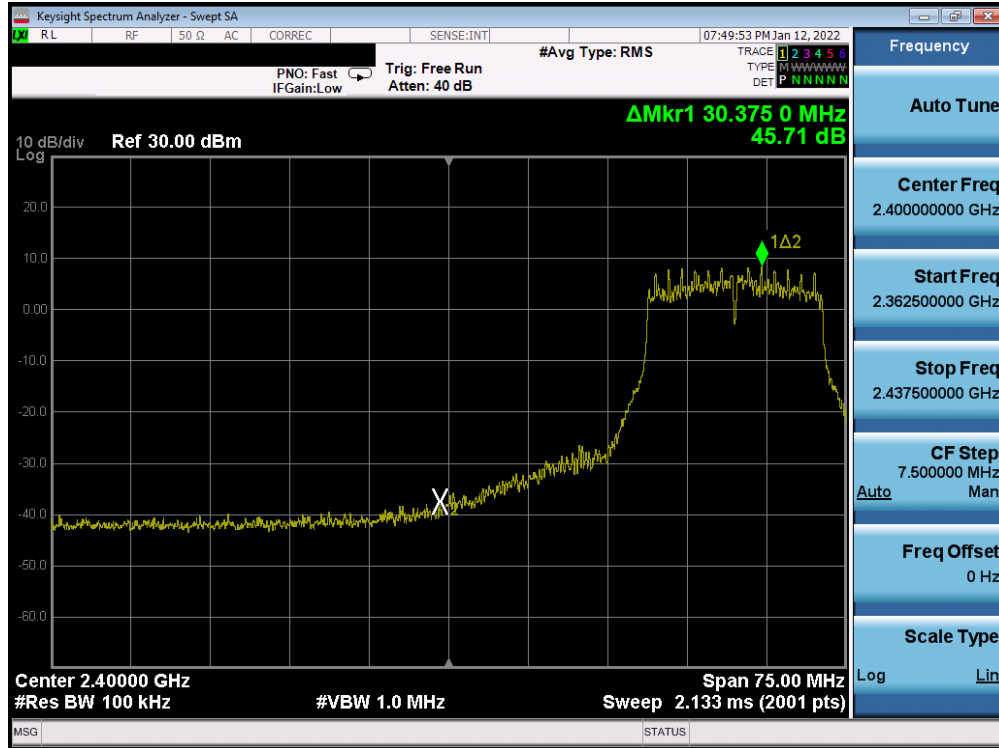 Keysight Spectrum Analyzer - Swept SA
LXI RL RF 50 Ω AC CORREC SENSE:INT 07:49:53 PM Jan 12, 2022
PNO: Fast
IFGain:Low
Trig: Free Run
Atten: 40 dB
#Avg Type: RMS
TRACE 1 2 3 4 5 6
TYPE M W W W W W
DET P N N N N N
ΔMkr1 30.375 0 MHz
45.71 dB
10 dB/div Ref 30.00 dBm
Log
20.0
10.0
0.00
-10.0
-20.0
-30.0
-40.0
-50.0
-60.0
1Δ2
X2
Center 2.40000 GHz
#Res BW 100 kHz
#VBW 1.0 MHz
Span 75.00 MHz
Sweep 2.133 ms (2001 pts)
MSG
STATUS
Frequency
Auto Tune
Center Freq
2.400000000 GHz
Start Freq
2.362500000 GHz
Stop Freq
2.437500000 GHz
CF Step
7.500000 MHz
Auto Man
Freq Offset
0 Hz
Scale Type
Log Lin